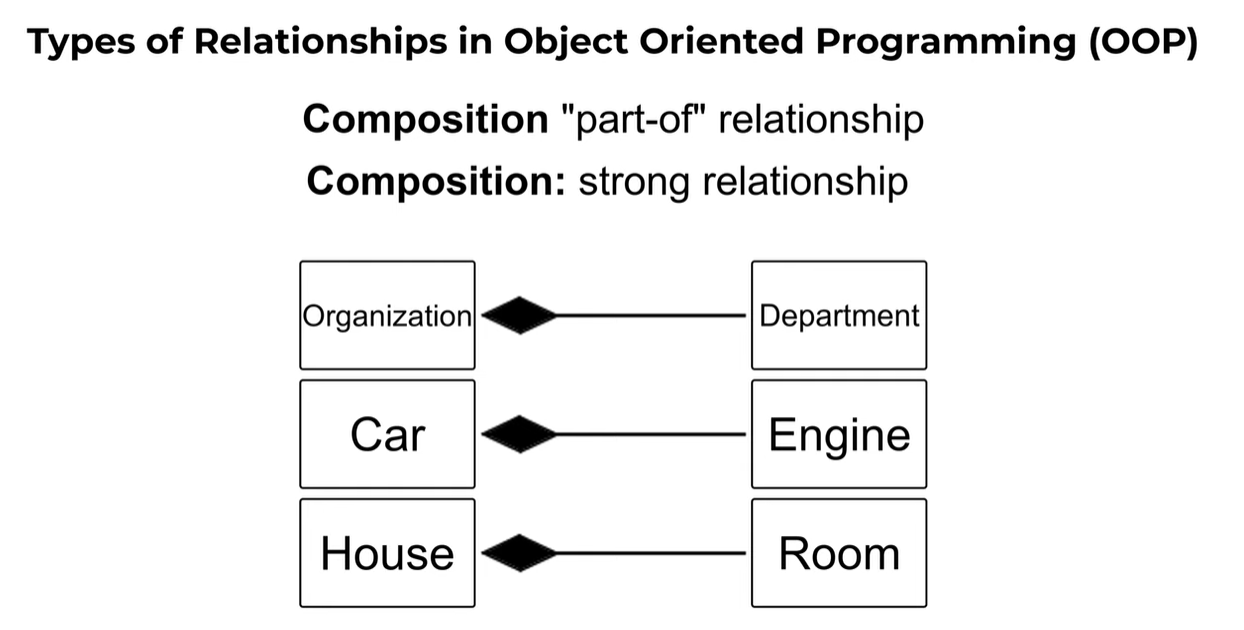 Types of Relationships in Object Oriented Programming (OOP)
Composition "part-of" relationship
Composition: strong relationship
Organization
Department
Car
Engine
House
Room